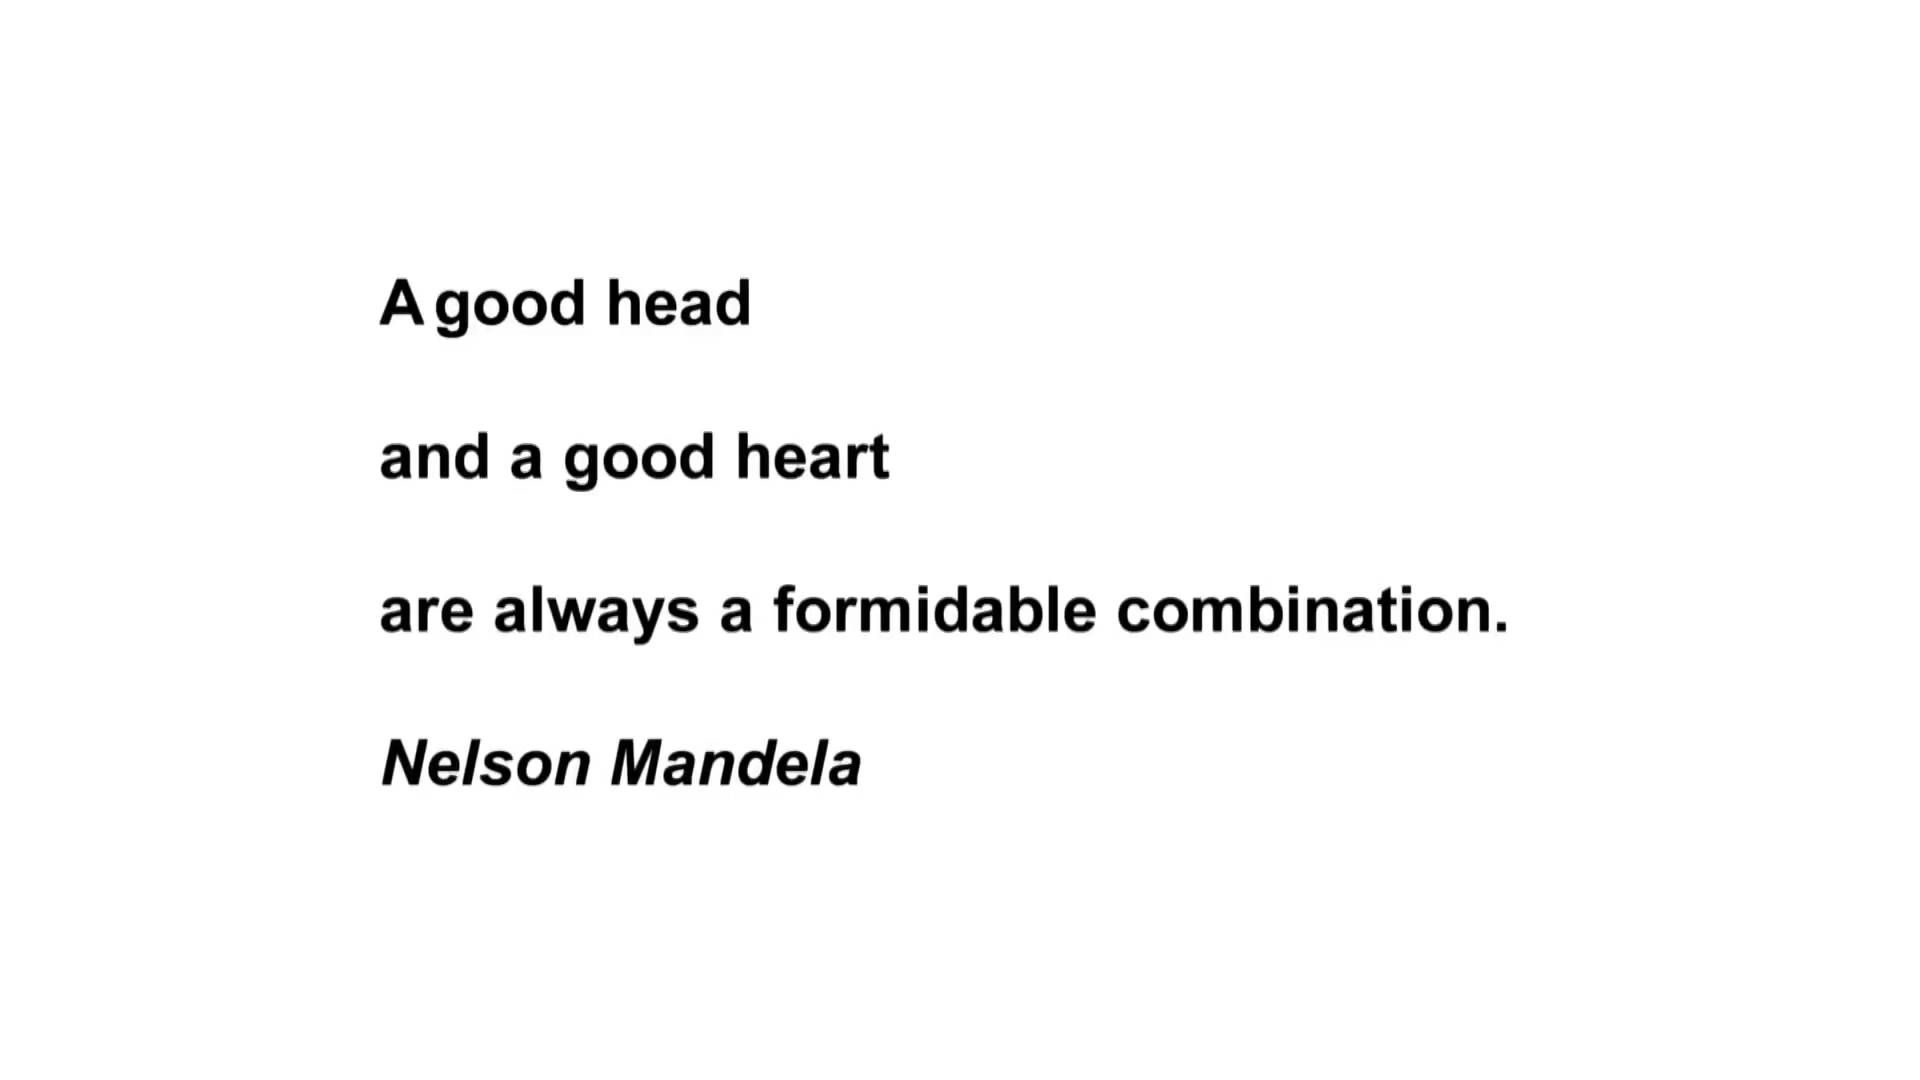 A good head
and a good heart
are always a formidable combination.
Nelson Mandela